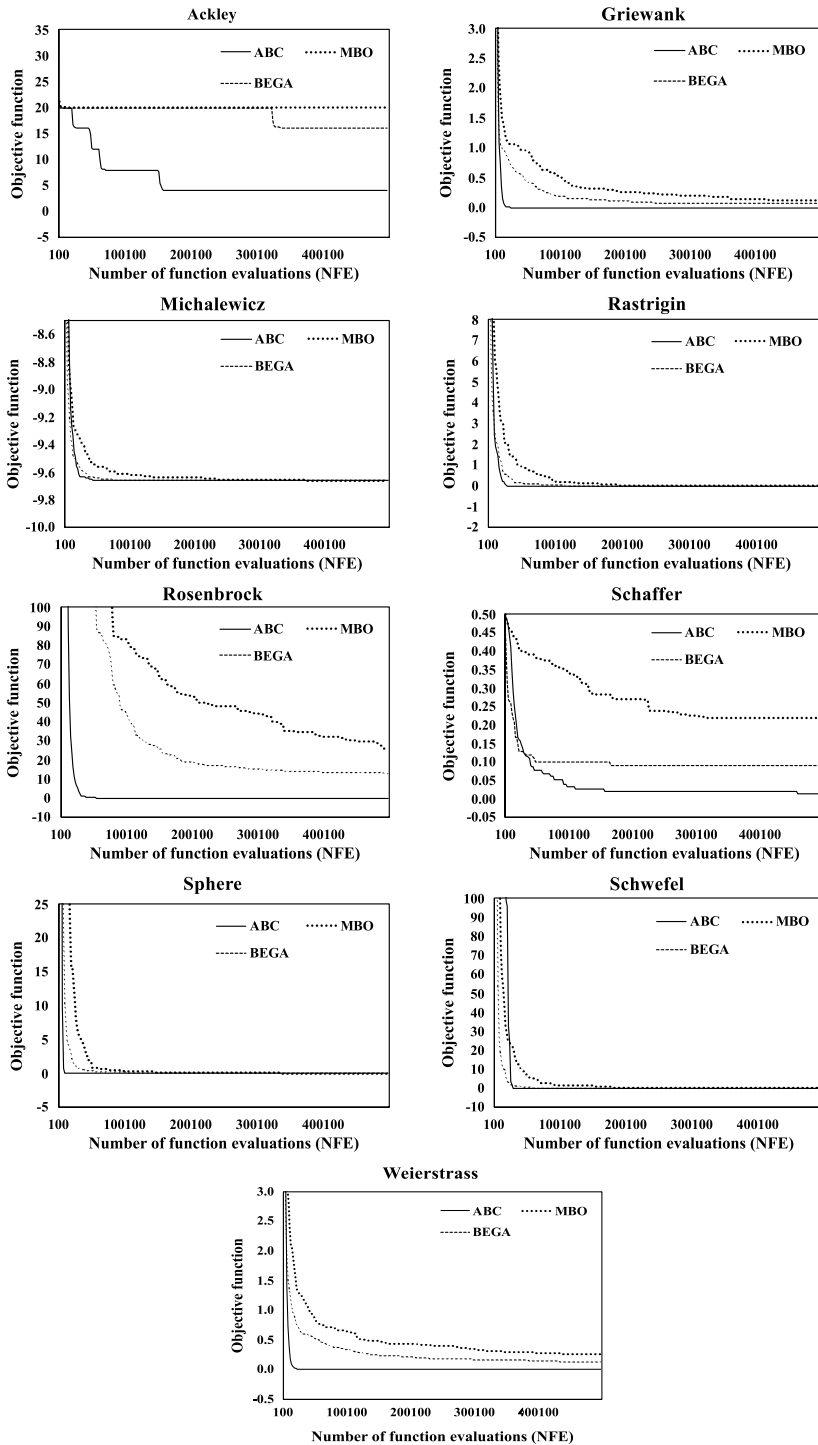 Ackley
Objective function
35
30
25
20
15
10
5
0
-5
ABC
MBO
BEGA
100 100100 200100 300100 400100
Number of function evaluations (NFE)
Griewank
Objective function
3.0
2.5
2.0
1.5
1.0
0.5
0.0
-0.5
ABC
MBO
BEGA
100 100100 200100 300100 400100
Number of function evaluations (NFE)
Michalewicz
Objective function
-8.6
-8.8
-9.0
-9.2
-9.4
-9.6
-9.8
-10.0
ABC
MBO
BEGA
100 100100 200100 300100 400100
Number of function evaluations (NFE)
Rastrigin
Objective function
8
7
6
5
4
3
2
1
0
-1
-2
ABC
MBO
BEGA
100 100100 200100 300100 400100
Number of function evaluations (NFE)
Rosenbrock
Objective function
100
90
80
70
60
50
40
30
20
10
0
-10
ABC
MBO
BEGA
100 100100 200100 300100 400100
Number of function evaluations (NFE)
Schaffer
Objective function
0.50
0.45
0.40
0.35
0.30
0.25
0.20
0.15
0.10
0.05
0.00
0.05
ABC
MBO
BEGA
100 100100 200100 300100 400100
Number of function evaluations (NFE)
Sphere
Objective function
25
20
15
10
5
0
-5
ABC
MBO
BEGA
100 100100 200100 300100 400100
Number of function evaluations (NFE)
Schwefel
Objective function
100
90
80
70
60
50
40
30
20
10
0
-10
ABC
MBO
BEGA
100 100100 200100 300100 400100
Number of function evaluations (NFE)
Weierstrass
Objective function
3.0
2.5
2.0
1.5
1.0
0.5
0.0
-0.5
ABC
MBO
BEGA
100 100100 200100 300100 400100
Number of function evaluations (NFE)